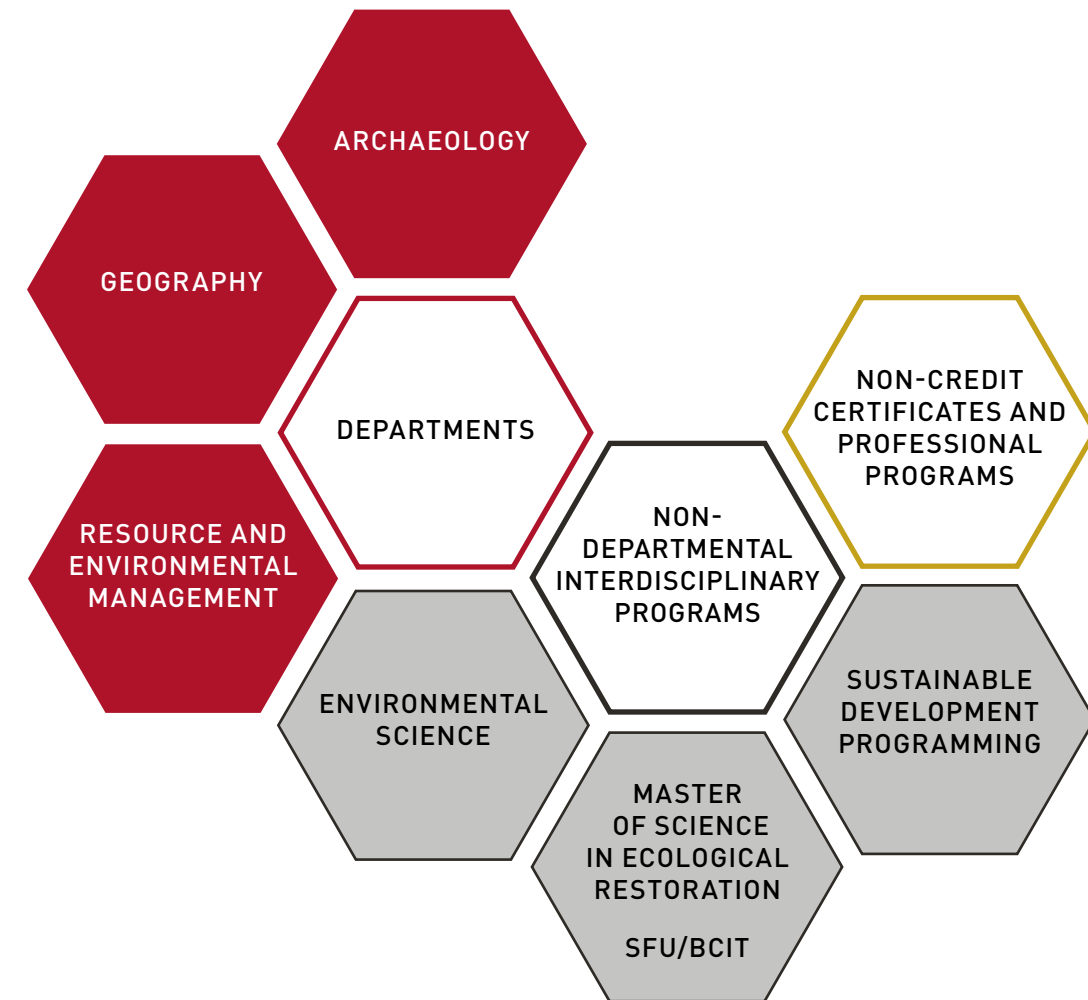 ARCHAEOLOGY
GEOGRAPHY
DEPARTMENTS
NON-CREDIT
CERTIFICATES AND
PROFESSIONAL
PROGRAMS
RESOURCE AND
ENVIRONMENTAL
MANAGEMENT
NON-
DEPARTMENTAL
INTERDISCIPLINARY
PROGRAMS
ENVIRONMENTAL
SCIENCE
SUSTAINABLE
DEVELOPMENT
PROGRAMMING
MASTER
OF SCIENCE
IN ECOLOGICAL
RESTORATION
SFU/BCIT